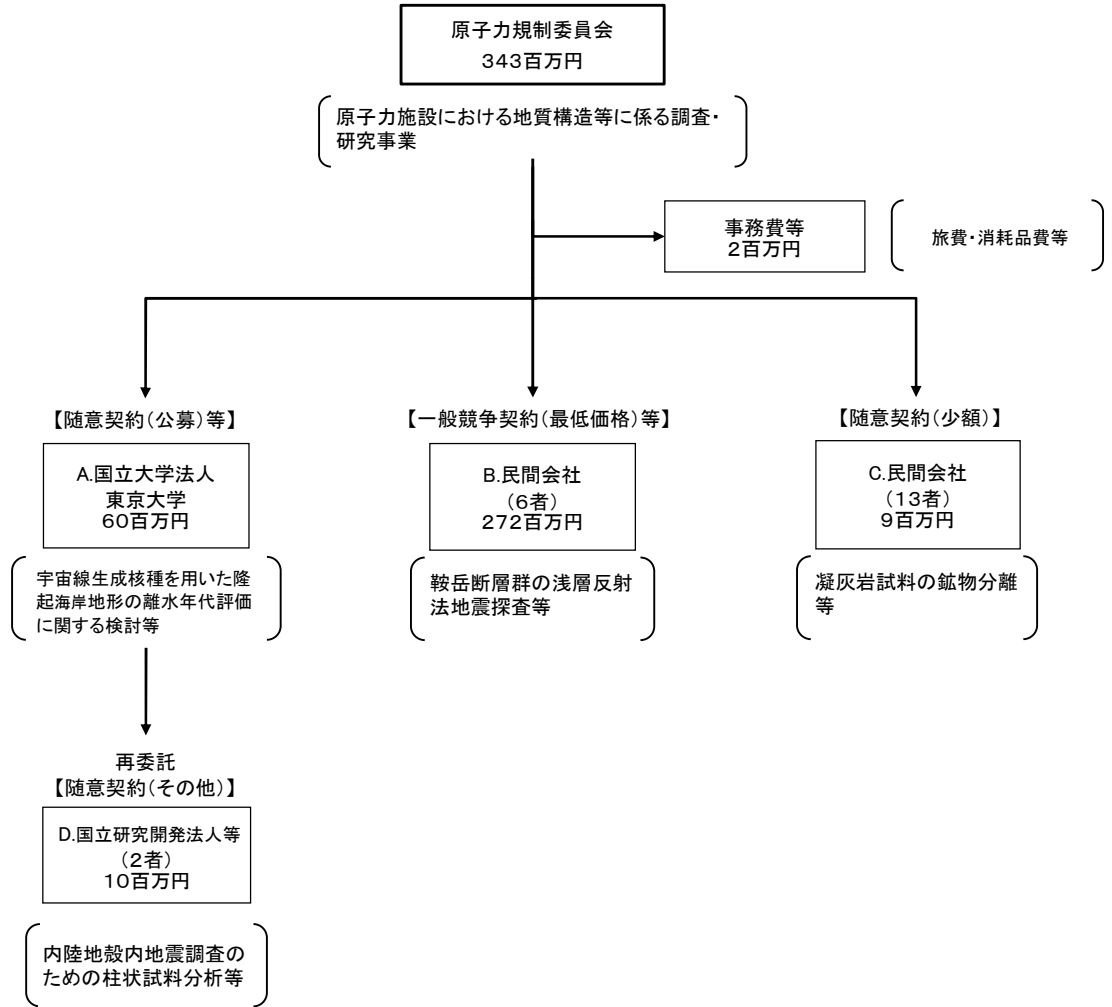 原子力規制委員会
343百万円
原子力施設における地質構造等に係る調査・
研究事業
事務費等
２百万円
旅費・消耗品費等
【随意契約（公募）等】
A.国立大学法人
東京大学
60百万円
宇宙線生成核種を用いた隆
起海岸地形の離水年代評価
に関する検討等
【一般競争契約（最低価格）等】
B.民間会社
（6者）
272百万円
鞍岳断層群の浅層反射
法地震探査等
【随意契約（少額）】
C.民間会社
（13者）
9百万円
凝灰岩試料の鉱物分離
等
再委託
【随意契約（その他）】
D.国立研究開発法人等
（2者）
10百万円
内陸地殻内地震調査の
ための柱状試料分析等